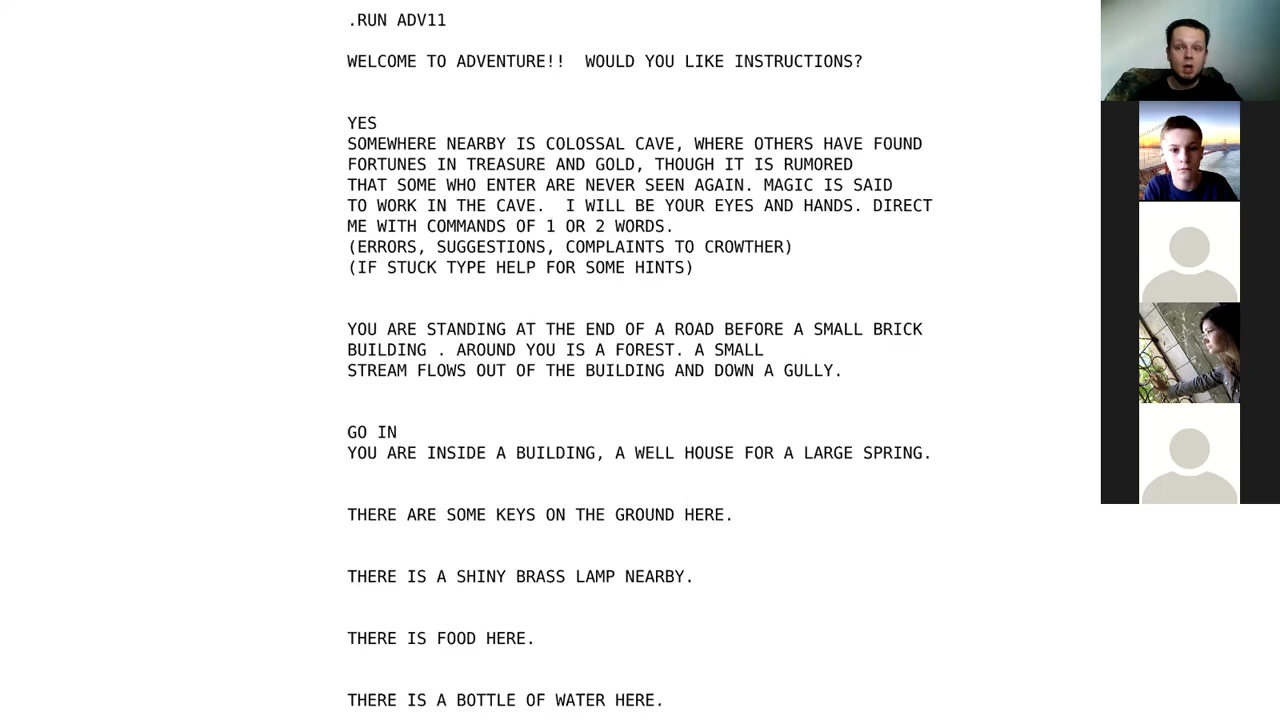 .RUN ADV11
WELCOME TO ADVENTURE!!  WOULD YOU LIKE INSTRUCTIONS?
YES
SOMEWHERE NEARBY IS COLOSSAL CAVE, WHERE OTHERS HAVE FOUND
FORTUNES IN TREASURE AND GOLD, THOUGH IT IS RUMORED
THAT SOME WHO ENTER ARE NEVER SEEN AGAIN. MAGIC IS SAID
TO WORK IN THE CAVE.  I WILL BE YOUR EYES AND HANDS. DIRECT
ME WITH COMMANDS OF 1 OR 2 WORDS.
(ERRORS, SUGGESTIONS, COMPLAINTS TO CROWTHER)
(IF STUCK TYPE HELP FOR SOME HINTS)
YOU ARE STANDING AT THE END OF A ROAD BEFORE A SMALL BRICK
BUILDING . AROUND YOU IS A FOREST. A SMALL
STREAM FLOWS OUT OF THE BUILDING AND DOWN A GULLY.
GO IN
YOU ARE INSIDE A BUILDING, A WELL HOUSE FOR A LARGE SPRING.
THERE ARE SOME KEYS ON THE GROUND HERE.
THERE IS A SHINY BRASS LAMP NEARBY.
THERE IS FOOD HERE.
THERE IS A BOTTLE OF WATER HERE.